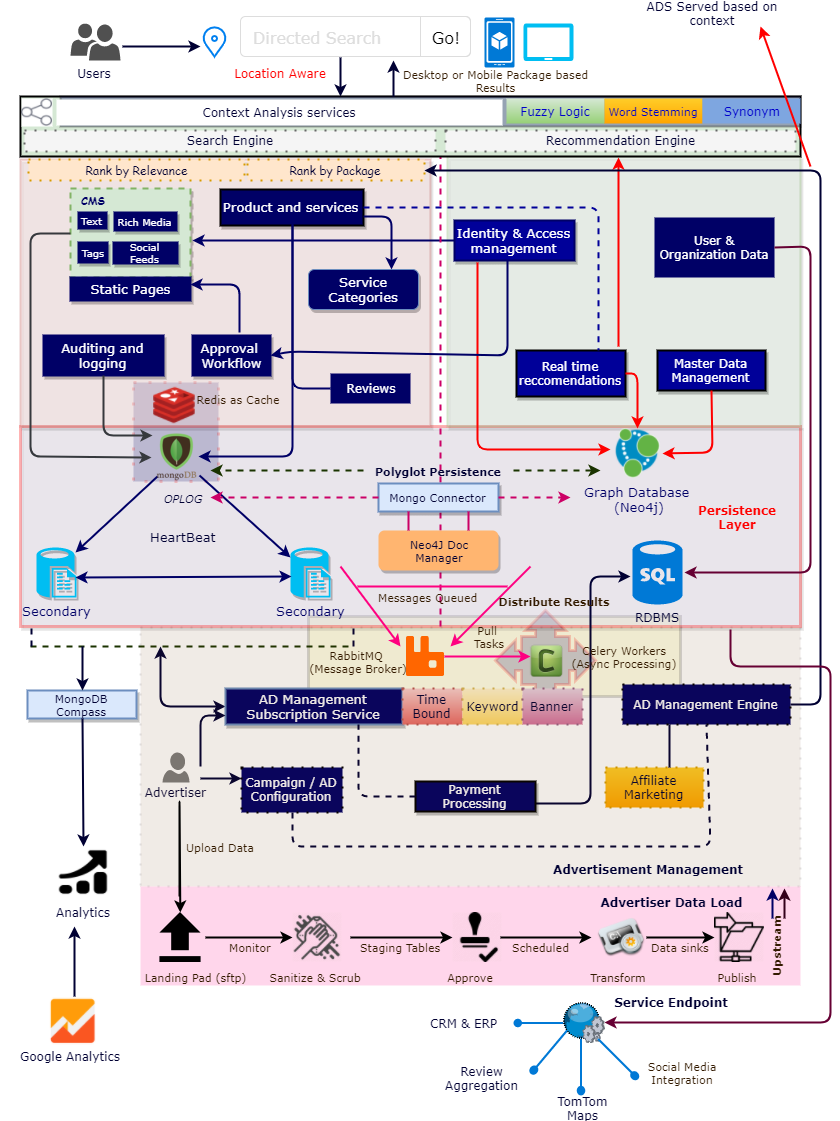 ADS Served based on
context
Directed Search
Go!
Users
Location Aware
Desktop or Mobile Package based
Results
Context Analysis services
Fuzzy Logic
Word Stemming
Synonym
Search Engine
Recommendation Engine
Rank by Relevance
Rank by Package
CMS
Text
Rich Media
Tags
Social
Feeds
Static Pages
Product and services
Service
Categories
Identity & Access
management
User &
Organization Data
Auditing and
logging
Approval
Workflow
Reviews
Real time
reccomendations
Master Data
Management
Redis as Cache
mongoDB
Polyglot Persistence
OPLOG
Mongo Connector
Graph Database
(Neo4j)
Persistence
Layer
HeartBeat
Neo4J Doc
Manager
Secondary
Secondary
SQL
RDBMS
Messages Queued
Distribute Results
Pull
Tasks
RabbitMQ
(Message Broker)
C
Celery Workers
(Async Processing)
MongoDB
Compass
AD Management
Subscription Service
Time
Bound
Keyword
Banner
AD Management Engine
Advertiser
Campaign / AD
Configuration
Payment
Processing
Affiliate
Marketing
Upload Data
Advertisement Management
Analytics
Advertiser Data Load
Upstream
Monitor
Staging Tables
Scheduled
Data sinks
Landing Pad (sftp)
Sanitize & Scrub
Approve
Transform
Publish
Google Analytics
Service Endpoint
CRM & ERP
Review
Aggregation
TomTom
Maps
Social Media
Integration